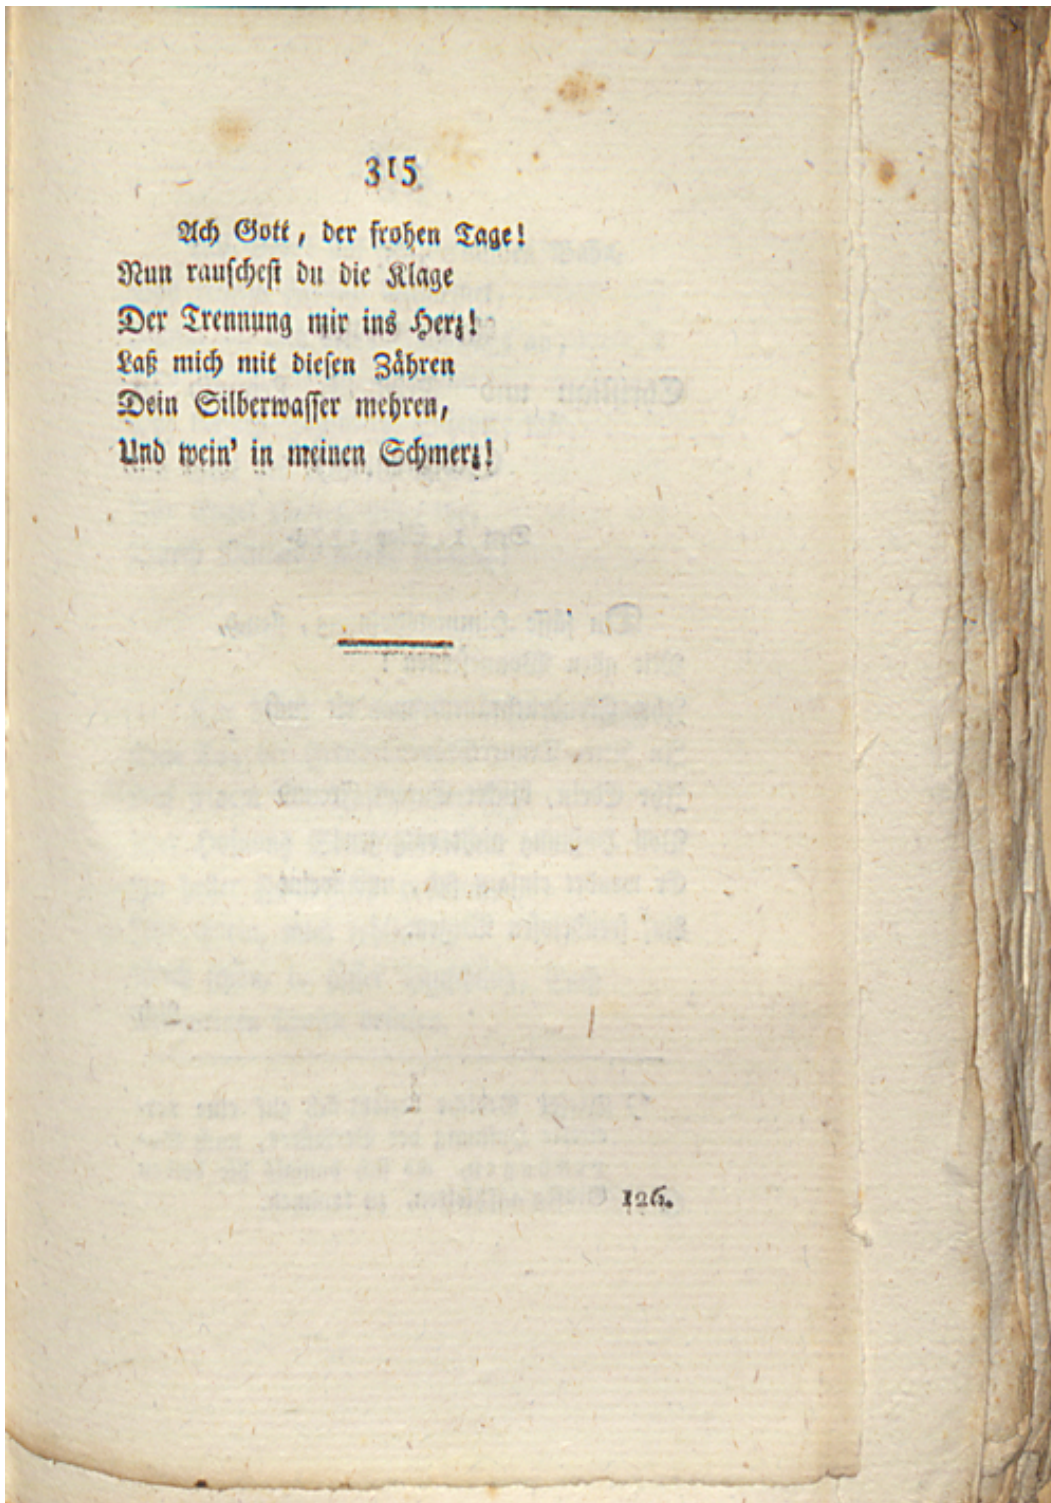 315
Ach Gott, der frohen Tage!
Nun rauschest du die Klage
Der Trennung mir ins Herz!
Laß mich mit diesen Zåhren
Dein Silberwasser mehren,
Und wein' in meinen Schmerz!
126.